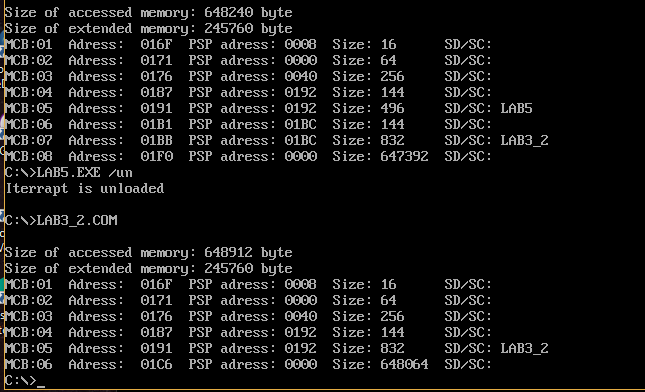 Size of accessed memory: 648240 byte
Size of extended memory: 245760 byte
MCB:01  Adress:  016F  PSP adress: 0008  Size: 16      SD/SC:
MCB:02  Adress:  0171  PSP adress: 0000  Size: 64      SD/SC:
MCB:03  Adress:  0176  PSP adress: 0040  Size: 256     SD/SC:
MCB:04  Adress:  0187  PSP adress: 0192  Size: 144     SD/SC:
MCB:05  Adress:  0191  PSP adress: 0192  Size: 496     SD/SC: LAB5
MCB:06  Adress:  01B1  PSP adress: 01BC  Size: 144     SD/SC:
MCB:07  Adress:  01BB  PSP adress: 01BC  Size: 832     SD/SC: LAB3_2
MCB:08  Adress:  01F0  PSP adress: 0000  Size: 647392  SD/SC:
C:\>LAB5.EXE /un
Iterrapt is unloaded
C:\>LAB3_2.COM
Size of accessed memory: 648912 byte
Size of extended memory: 245760 byte
MCB:01  Adress:  016F  PSP adress: 0008  Size: 16      SD/SC:
MCB:02  Adress:  0171  PSP adress: 0000  Size: 64      SD/SC:
MCB:03  Adress:  0176  PSP adress: 0040  Size: 256     SD/SC:
MCB:04  Adress:  0187  PSP adress: 0192  Size: 144     SD/SC:
MCB:05  Adress:  0191  PSP adress: 0192  Size: 832     SD/SC: LAB3_2
MCB:06  Adress:  01C6  PSP adress: 0000  Size: 648064  SD/SC:
C:\>_